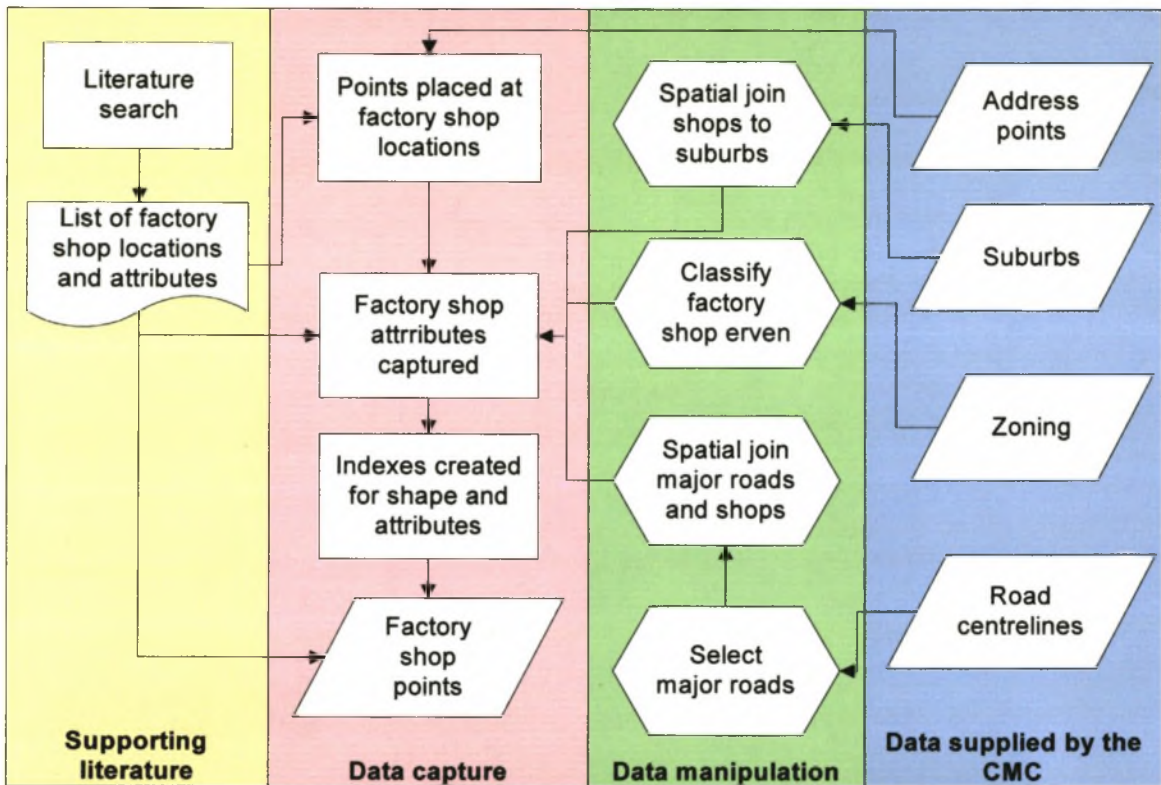 Literature
search
List of factory
shop locations
and attributes
Supporting
literature
Points placed at
factory shop
locations
Factory shop
attrributes
captured
Indexes created
for shape and
attributes
Factory
shop
points
Data capture
Spatial join
shops to
suburbs
Classify
factory
shop erven
Spatial join
major roads
and shops
Select
major roads
Data manipulation
Address
points
Suburbs
Zoning
Road
centrelines
Data supplied by the
CMC